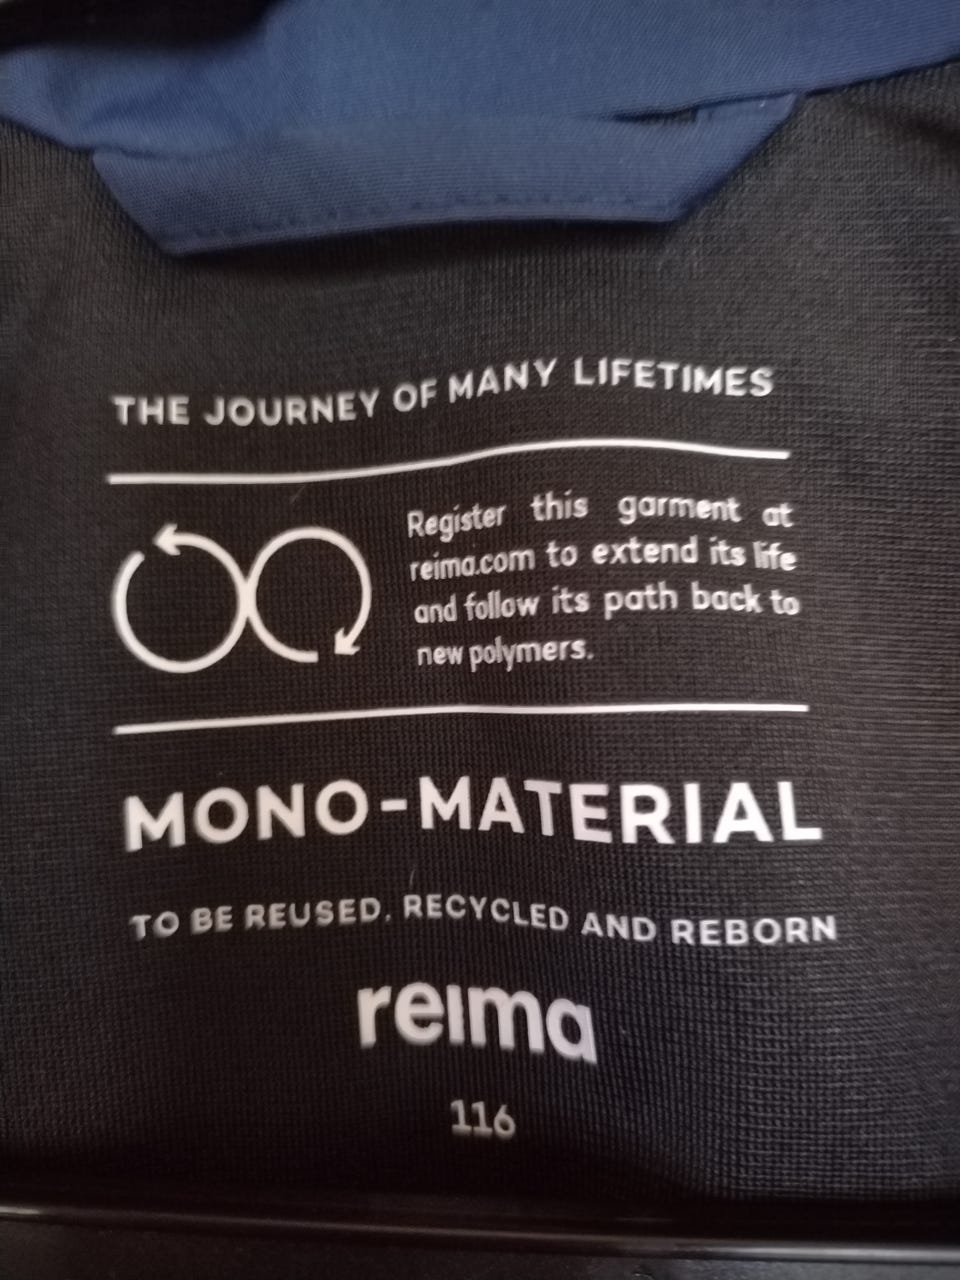 THE JOURNEY OF MANY LIFETIMES
Register this garment at
reima.com to extend its life
and follow its path back to
new polymers.
MONO-MATERIAL
TO BE REUSED, RECYCLED AND REBORN
reima
116